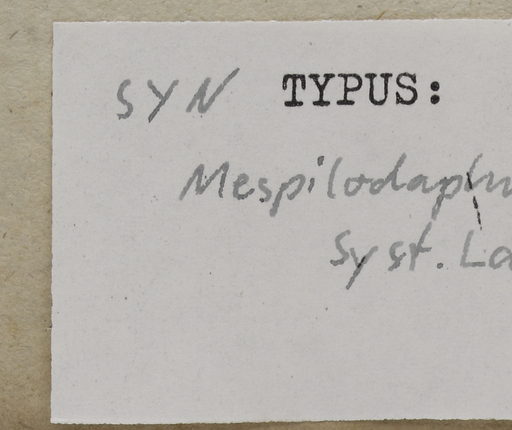 SYN TYPUS:
Mespilodaph
Syst. La